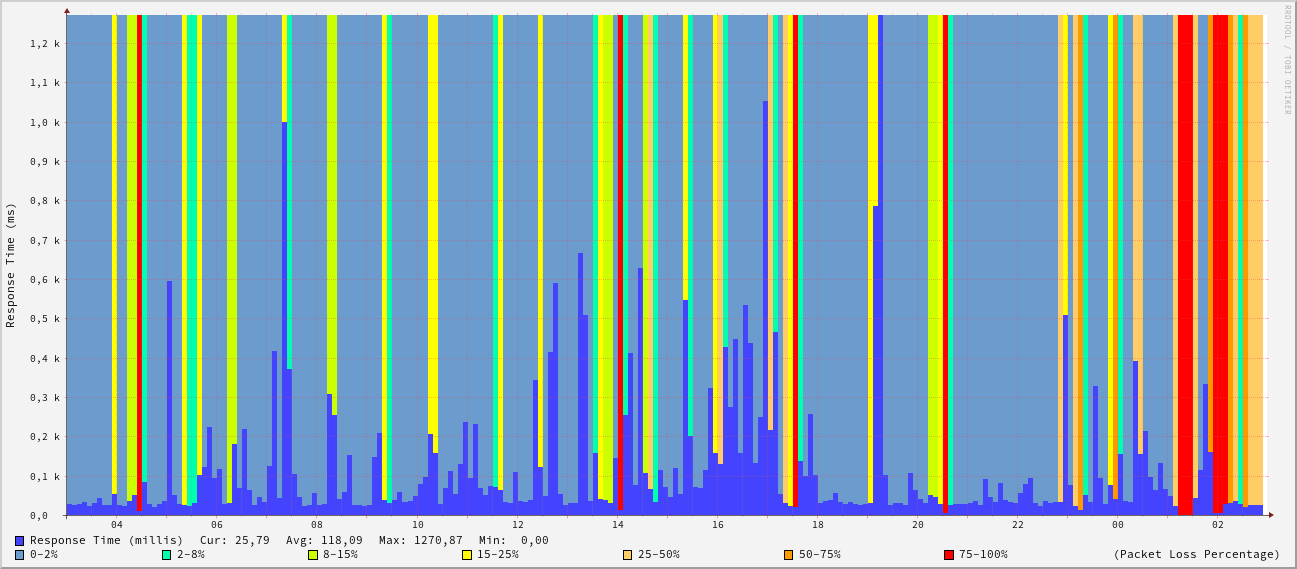 RRDTOOL / TOBI OETIKER
Response Time (ms)
1,2 k
1,1 k
1,0 k
0,9 k
0,8 k
0,7 k
0,6 k
0,5 k
0,4 k
0,3 k
0,2 k
0,1 k
0,0
04 06 08 10 12 14 16 18 20 22 00 02
Response Time (millis) Cur: 25,79 Avg: 118,09 Max: 1270,87 Min: 0,00
0-2% 2-8% 8-15% 15-25% 25-50% 50-75% 75-100% (Packet Loss Percentage)